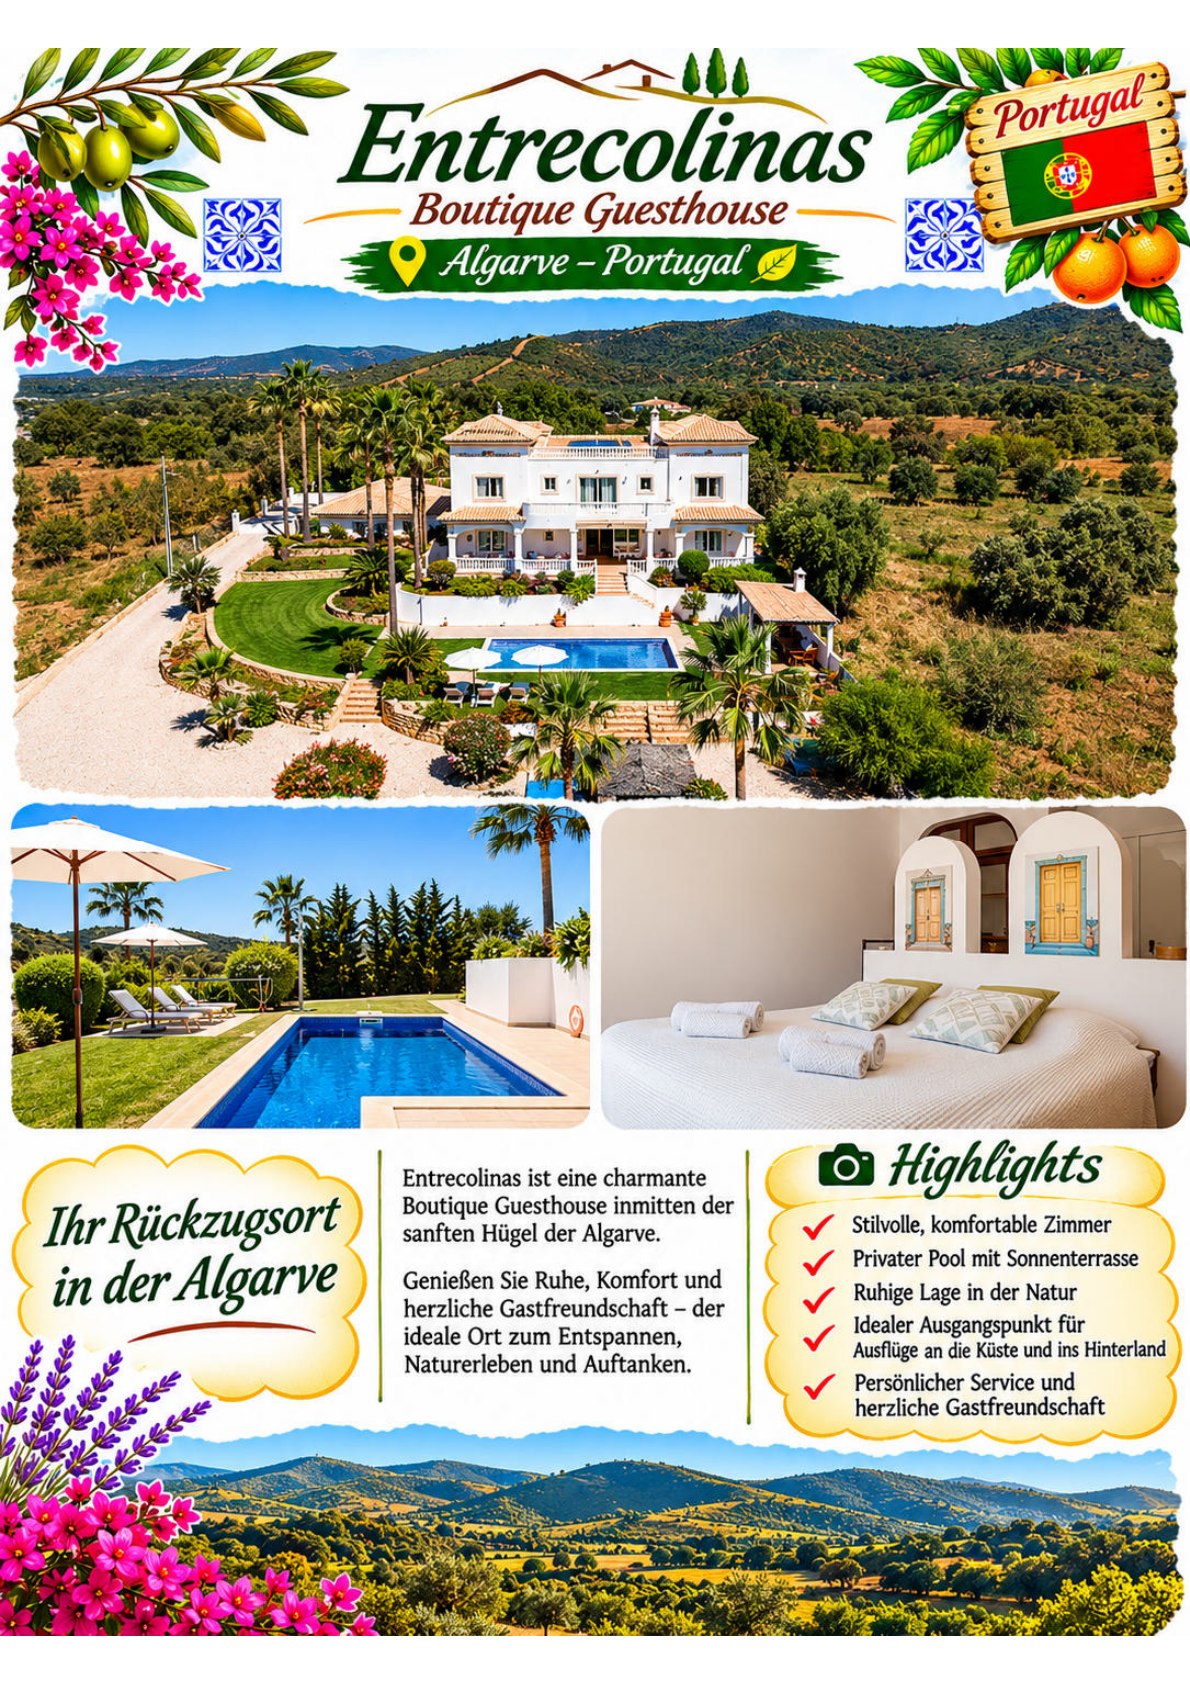 Entrecolinas
Boutique Guesthouse
Algarve – Portugal
Portugal
Ihr Rückzugsort
in der Algarve
Entrecolinas ist eine charmante
Boutique Guesthouse inmitten der
sanften Hügel der Algarve.
Genießen Sie Ruhe, Komfort und
herzliche Gastfreundschaft – der
ideale Ort zum Entspannen,
Naturerleben und Auftanken.
Highlights
Stilvolle, komfortable Zimmer
Privater Pool mit Sonnenterrasse
Ruhige Lage in der Natur
Idealer Ausgangspunkt für
Ausflüge an die Küste und ins Hinterland
Persönlicher Service und
herzliche Gastfreundschaft